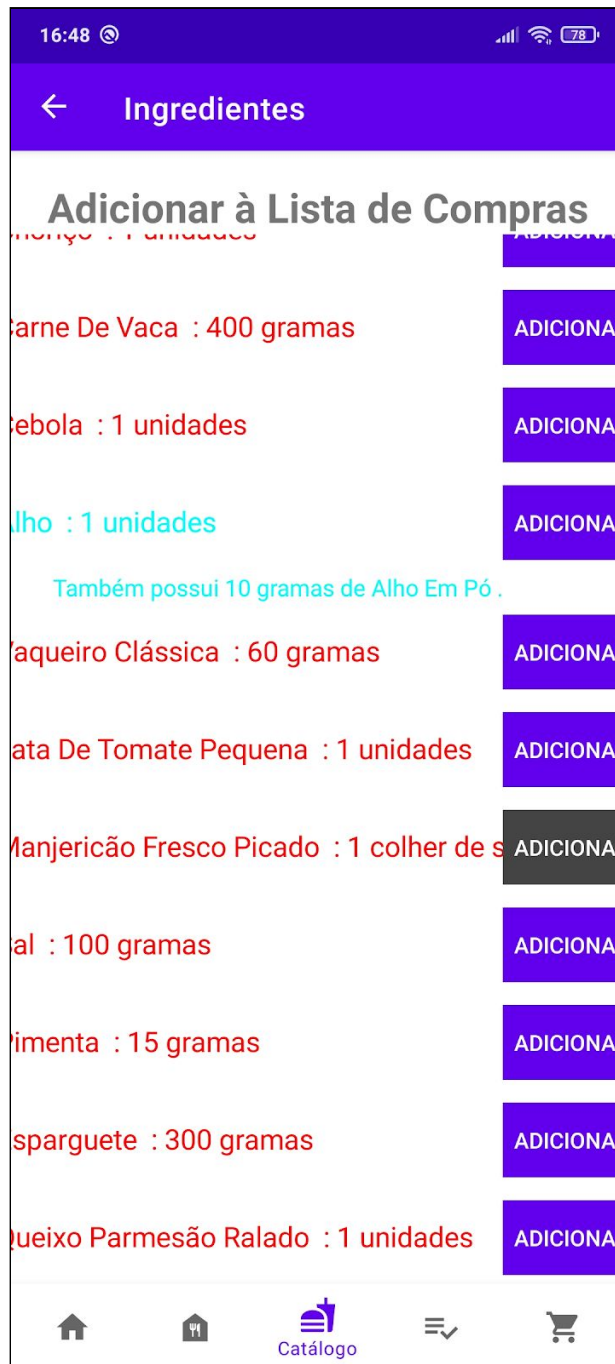 16:48
78
Ingredientes
Adicionar à Lista de Compras
: 1 unidades
arne De Vaca : 400 gramas
ADICIONA
ebola : 1 unidades
ADICIONA
lho : 1 unidades
ADICIONA
Também possui 10 gramas de Alho Em Pó .
aqueiro Clássica : 60 gramas
ADICIONA
ata De Tomate Pequena : 1 unidades
ADICIONA
Manjericão Fresco Picado : 1 colher de s
ADICIONA
al : 100 gramas
ADICIONA
imenta : 15 gramas
ADICIONA
sparguete : 300 gramas
ADICIONA
ueixo Parmesão Ralado : 1 unidades
ADICIONA
Catálogo